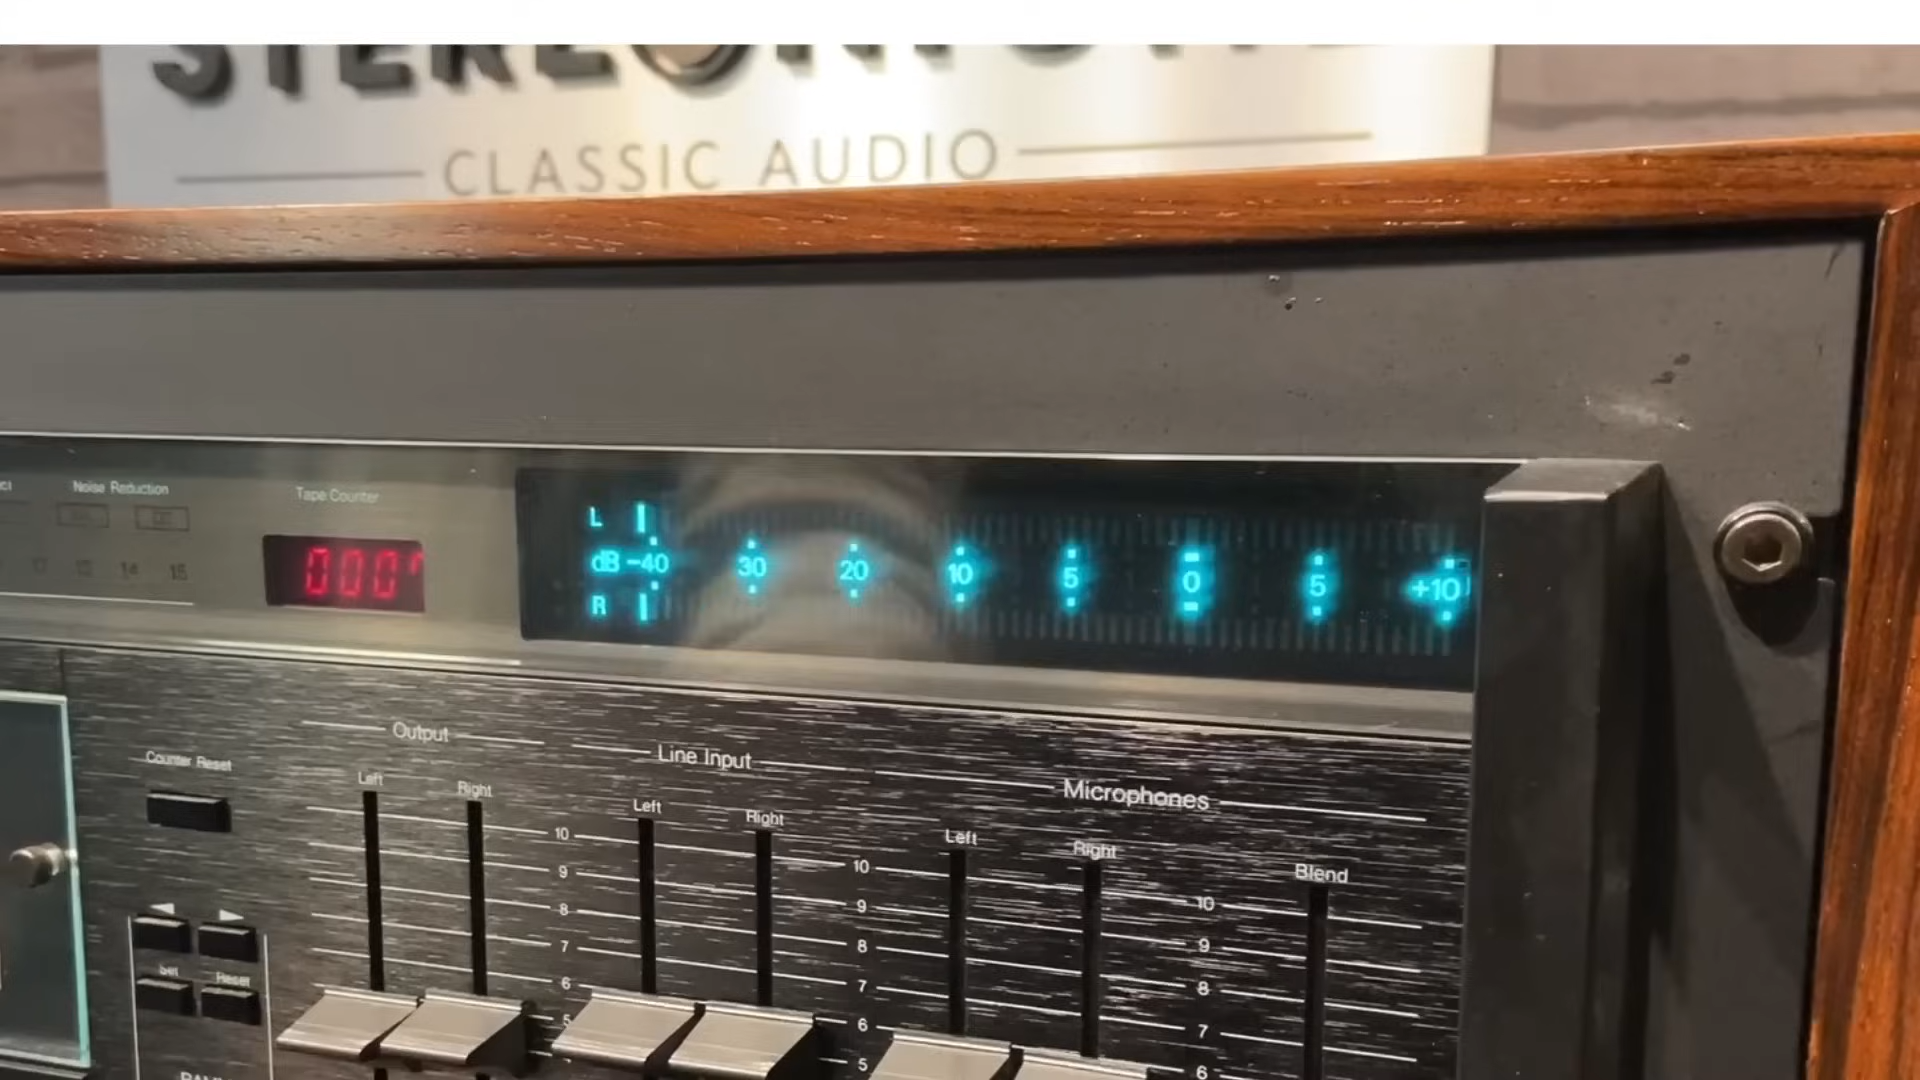 CLASSIC AUDIO
Noise Reduction
Tape Counter
000
L
dB -40 30 20 10 5 0 5 +10
R
Counter Reset
Output
Left Right
Line Input
Left Right
Microphones
Left Right
Blend
10 9 8 7 6 5
10 9 8 7 6 5
10 9 8 7 6
Set Reset